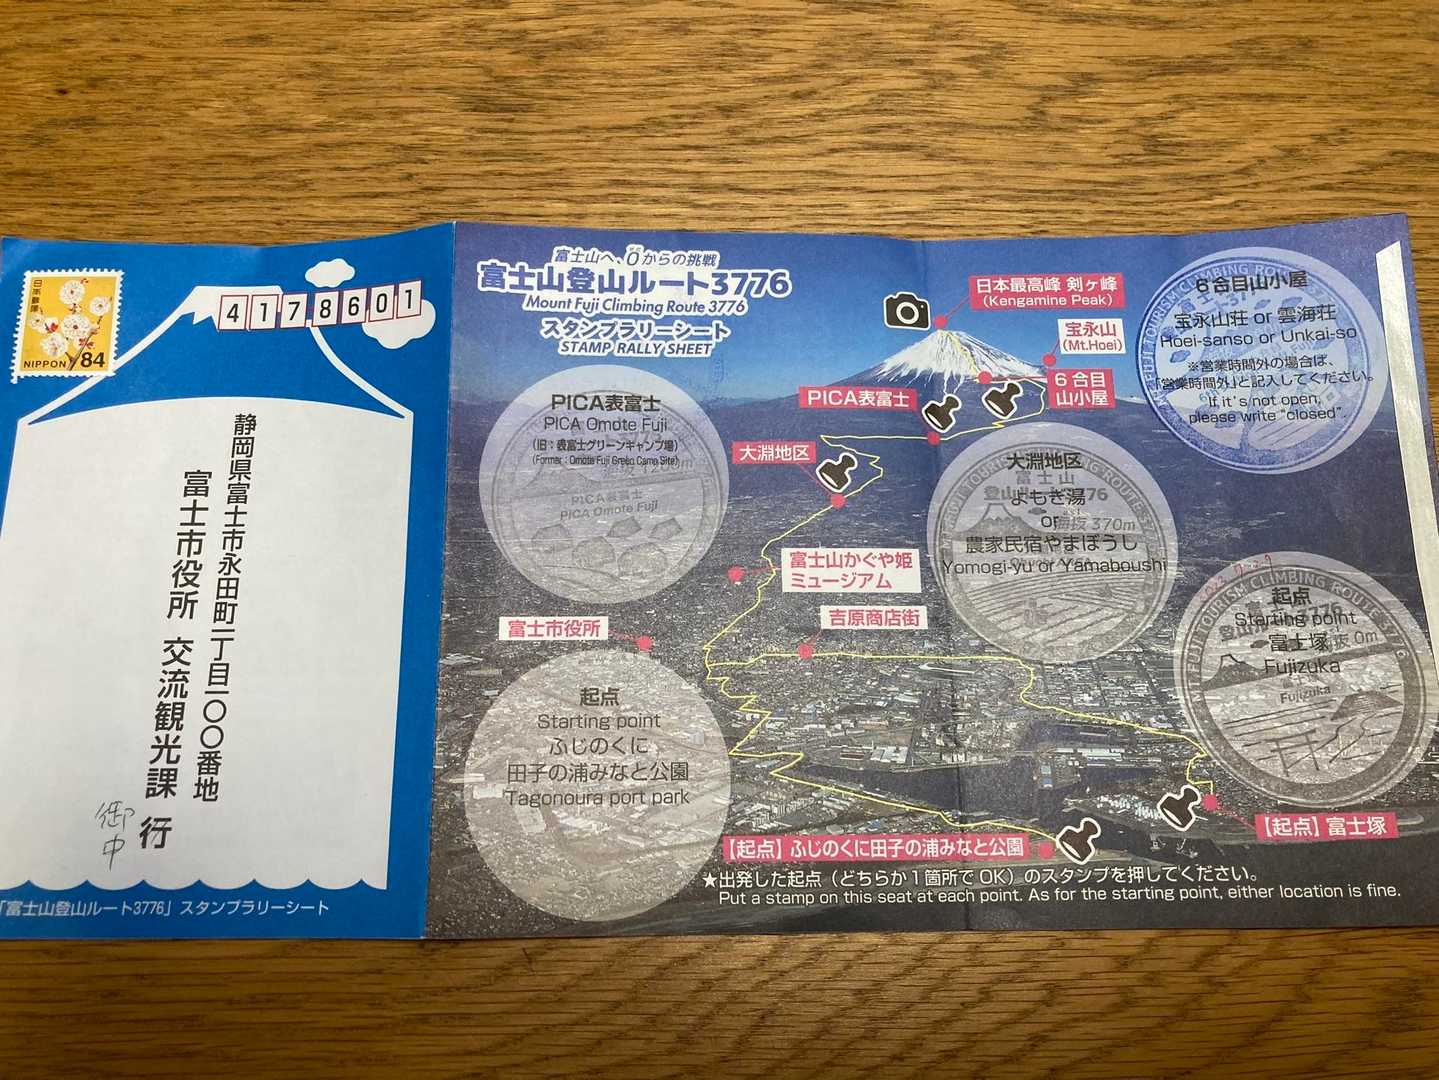 日本郵便
NIPPON 84
4178601
静岡県富士市永田町一丁目一〇〇番地
富士市役所 交流観光課 行
御中
「富士山登山ルート3776」スタンプラリーシート
富士山へ、0からの挑戦
富士山登山ルート3776
Mount Fuji Climbing Route 3776
スタンプラリーシート
STAMP RALLY SHEET
日本最高峰 剣ヶ峰
(Kengamine Peak)
宝永山
(Mt.Hoei)
6合目
山小屋
PICA表富士
大淵地区
富士山かぐや姫
ミュージアム
吉原商店街
富士市役所
【起点】ふじのくに田子の浦みなと公園
【起点】富士塚
6合目山小屋
宝永山荘 or 雲海荘
Hoei-sanso or Unkai-so
※営業時間外の場合は、
「営業時間外」と記入してください。
If it's not open,
please write "closed".
PICA表富士
PICA Omote Fuji
(旧：表富士グリーンキャンプ場)
(Former : Omote Fuji Green Camp Site)
PICA表富士
PICA Omote Fuji
大淵地区
富士山
よもぎ湯
or
海抜 370m
農家民宿やまぼうし
Yomogi-yu or Yamaboushi
起点
Starting point
富士塚
Fujizuka
Fujizuka
起点
Starting point
ふじのくに
田子の浦みなと公園
Tagonoura port park
★出発した起点（どちらか1箇所でOK）のスタンプを押してください。
Put a stamp on this seat at each point. As for the starting point, either location is fine.